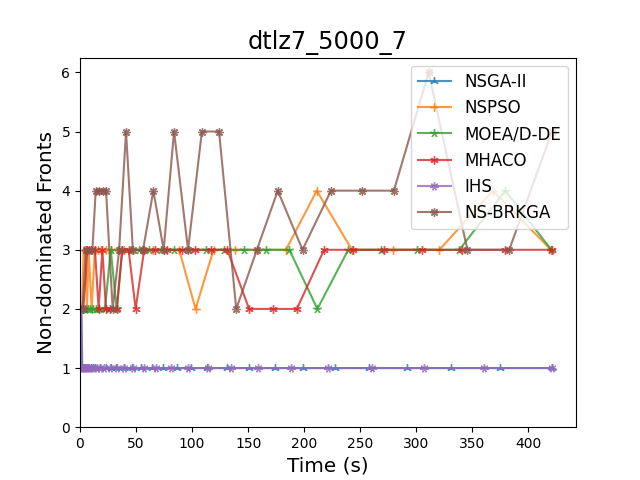 dtlz7_5000_7
Non-dominated Fronts
6
5
4
3
2
1
0
0 50 100 150 200 250 300 350 400
Time (s)
NSGA-II
NSPSO
MOEA/D-DE
MHACO
IHS
NS-BRKGA